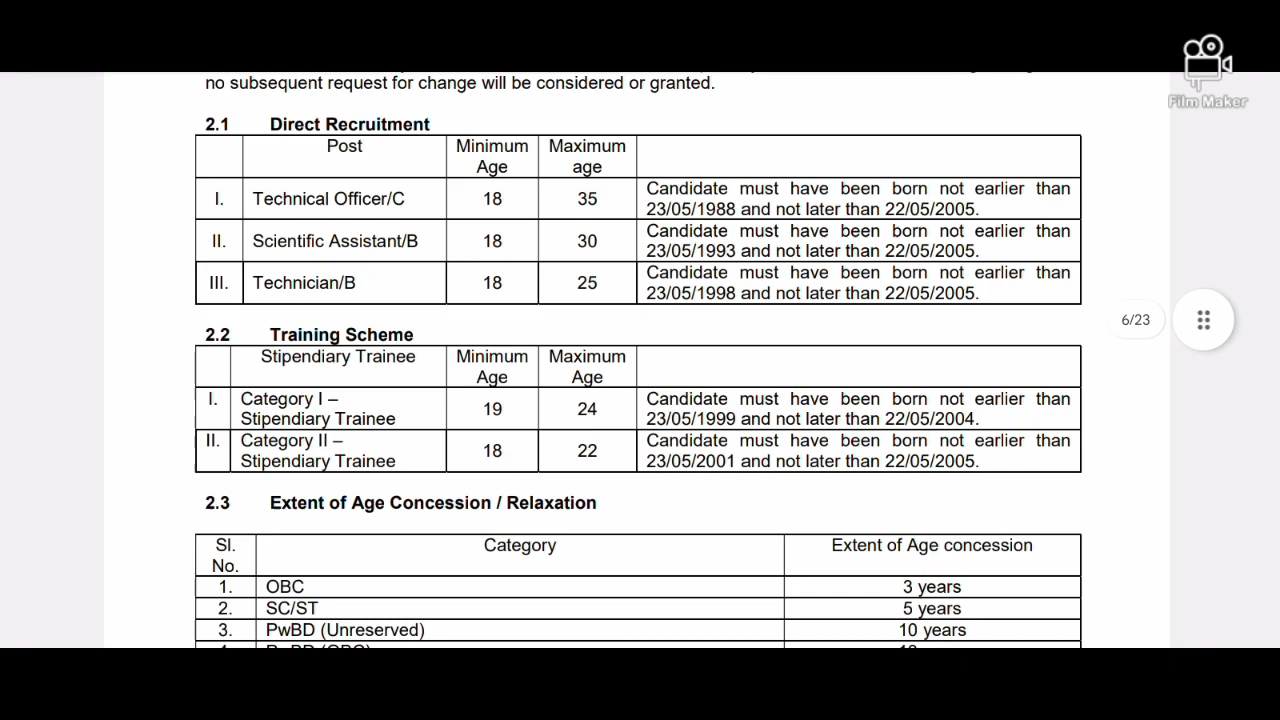 Film Maker
no subsequent request for change will be considered or granted.
2.1 Direct Recruitment
Post Minimum Age Maximum age
I. Technical Officer/C 18 35 Candidate must have been born not earlier than
23/05/1988 and not later than 22/05/2005.
II. Scientific Assistant/B 18 30 Candidate must have been born not earlier than
23/05/1993 and not later than 22/05/2005.
III. Technician/B 18 25 Candidate must have been born not earlier than
23/05/1998 and not later than 22/05/2005.
6/23
2.2 Training Scheme
Stipendiary Trainee Minimum Age Maximum Age
I. Category I –
Stipendiary Trainee 19 24 Candidate must have been born not earlier than
23/05/1999 and not later than 22/05/2004.
II. Category II –
Stipendiary Trainee 18 22 Candidate must have been born not earlier than
23/05/2001 and not later than 22/05/2005.
2.3 Extent of Age Concession / Relaxation
Sl. No. Category Extent of Age concession
1. OBC 3 years
2. SC/ST 5 years
3. PwBD (Unreserved) 10 years